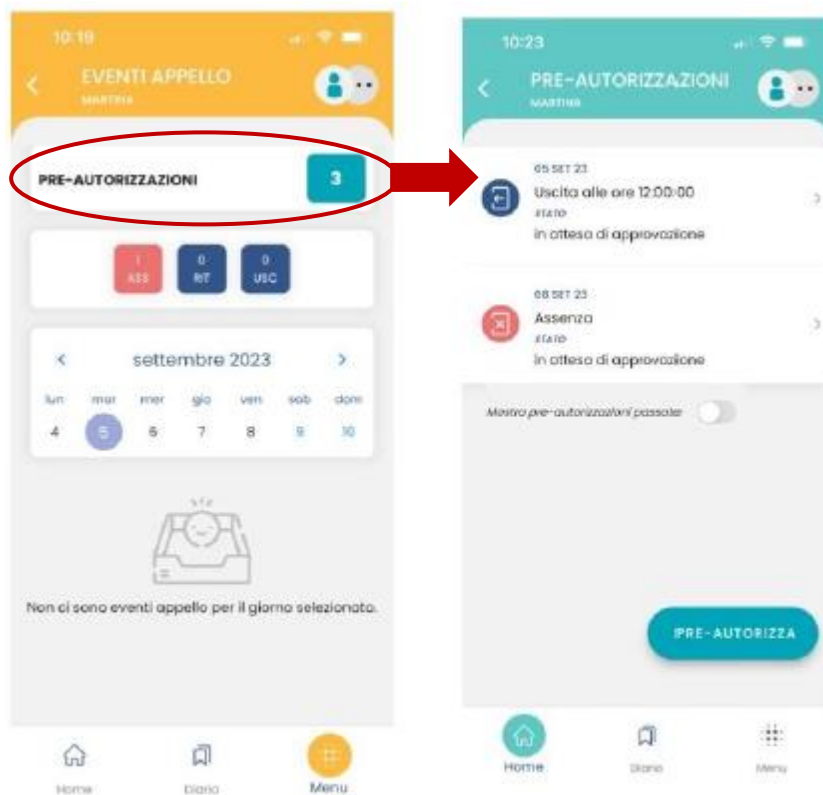 10:19
EVENTI APPELLO
MARTINA
PRE-AUTORIZZAZIONI
3
1
ASS
0
RIT
0
USC
settembre 2023
lun mar mer gio ven sab dom
4 5 6 7 8 9 10
Non ci sono eventi appello per il giorno selezionato.
Home
Diario
Menu
10:23
PRE-AUTORIZZAZIONI
MARTINA
05 SET 23
Uscita alle ore 12:00:00
STATO
in attesa di approvazione
08 SET 23
Assenza
STATO
in attesa di approvazione
Mostra pre-autorizzazioni passate
PRE-AUTORIZZA
Home
Diario
Menu